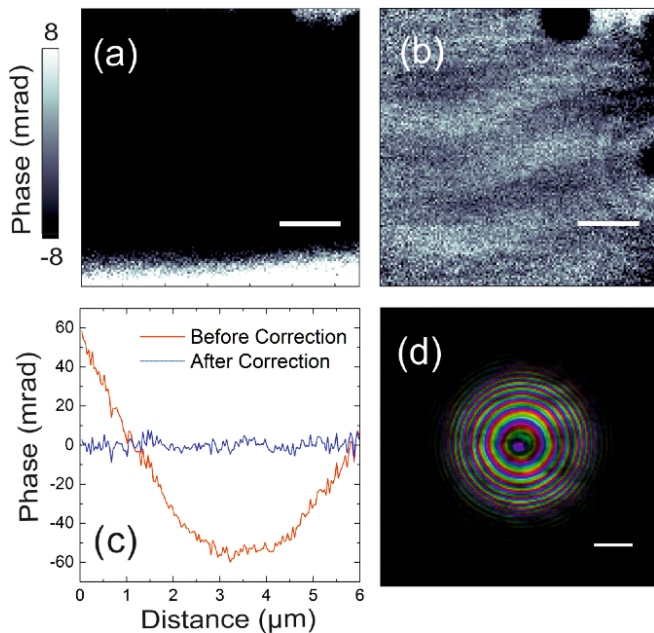 (a)
(b)
8
Phase (mrad)
-8
60
40
20
0
-20
-40
-60
Phase (mrad)
Before Correction
After Correction
(c)
0 1 2 3 4 5 6
Distance (μm)
(d)